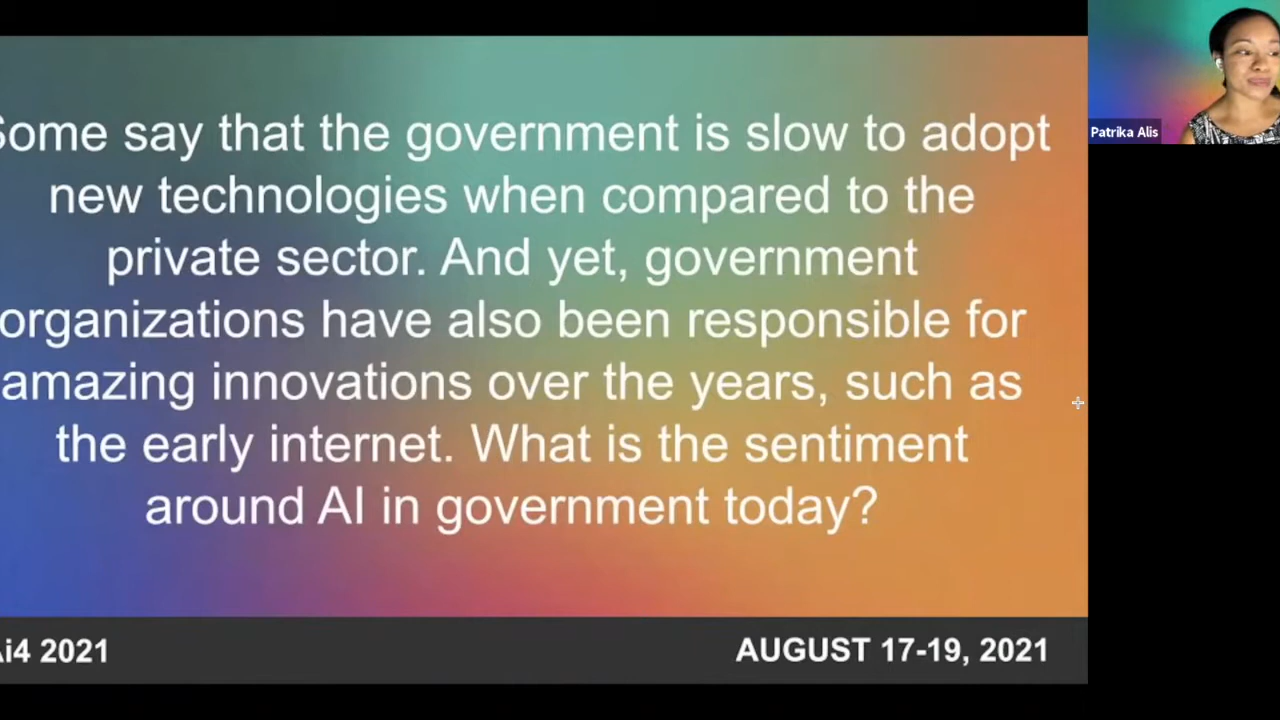 Some say that the government is slow to adopt
new technologies when compared to the
private sector. And yet, government
organizations have also been responsible for
amazing innovations over the years, such as
the early internet. What is the sentiment
around AI in government today?
Ai4 2021
AUGUST 17-19, 2021
Patrika Alis